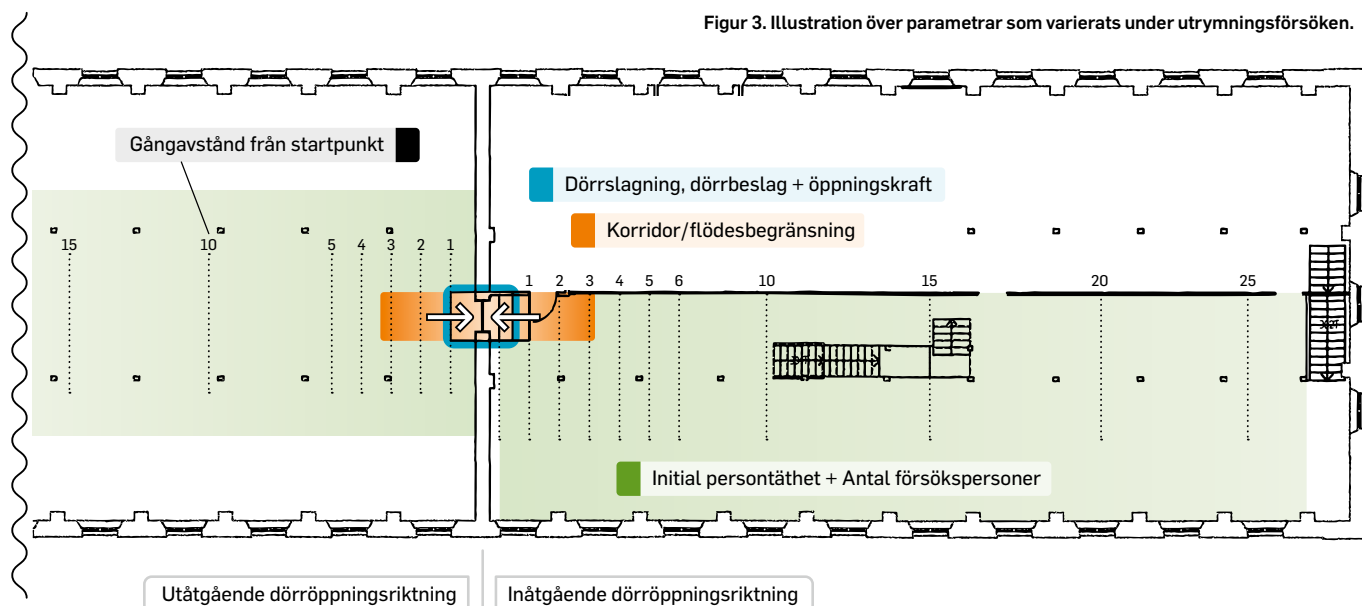 Figur 3. Illustration över parametrar som varierats under utrymningsförsöken.
Gångavstånd från startpunkt
Dörrslagning, dörrbeslag + öppningskraft
Korridor/flödesbegränsning
15 10 5 4 3 2 1
1 2 3 4 5 6 10 15 20 25
Initial persontäthet + Antal försökspersoner
Utåtgående dörröppningsriktning
Inåtgående dörröppningsriktning